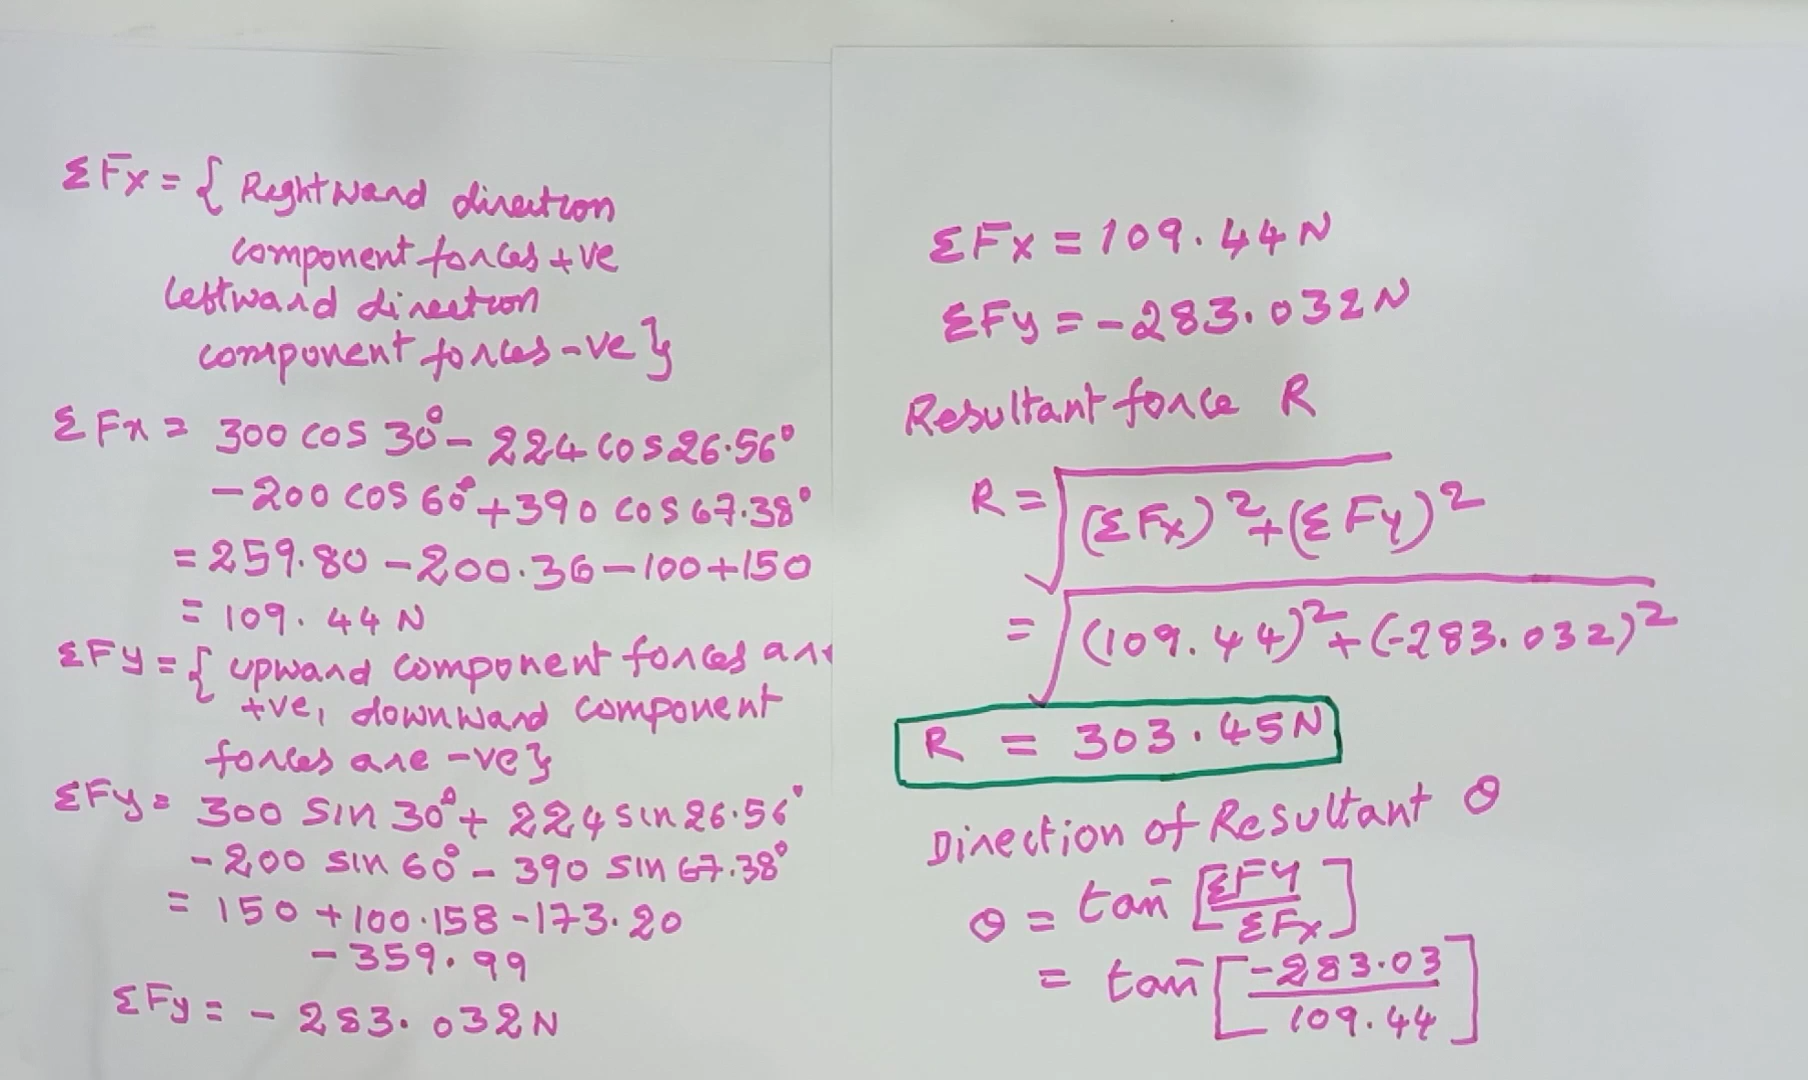 ΣFx = { Rightward direction
component forces +ve
leftward direction
component forces -ve }
ΣFx = 300 cos 30° - 224 cos 26.56°
- 200 cos 60° + 390 cos 67.38°
= 259.80 - 200.36 - 100 + 150
= 109.44 N
ΣFy = { upward component forces are
+ve, downward component
forces are -ve }
ΣFy = 300 sin 30° + 224 sin 26.56°
- 200 sin 60° - 390 sin 67.38°
= 150 + 100.158 - 173.20
- 359.99
ΣFy = - 283.032 N
ΣFx = 109.44 N
ΣFy = - 283.032 N
Resultant force R
R = √(ΣFx)² + (ΣFy)²
= √(109.44)² + (-283.032)²
R = 303.45 N
Direction of Resultant θ
θ = tan⁻ [ΣFy / ΣFx]
= tan⁻ [-283.03 / 109.44]